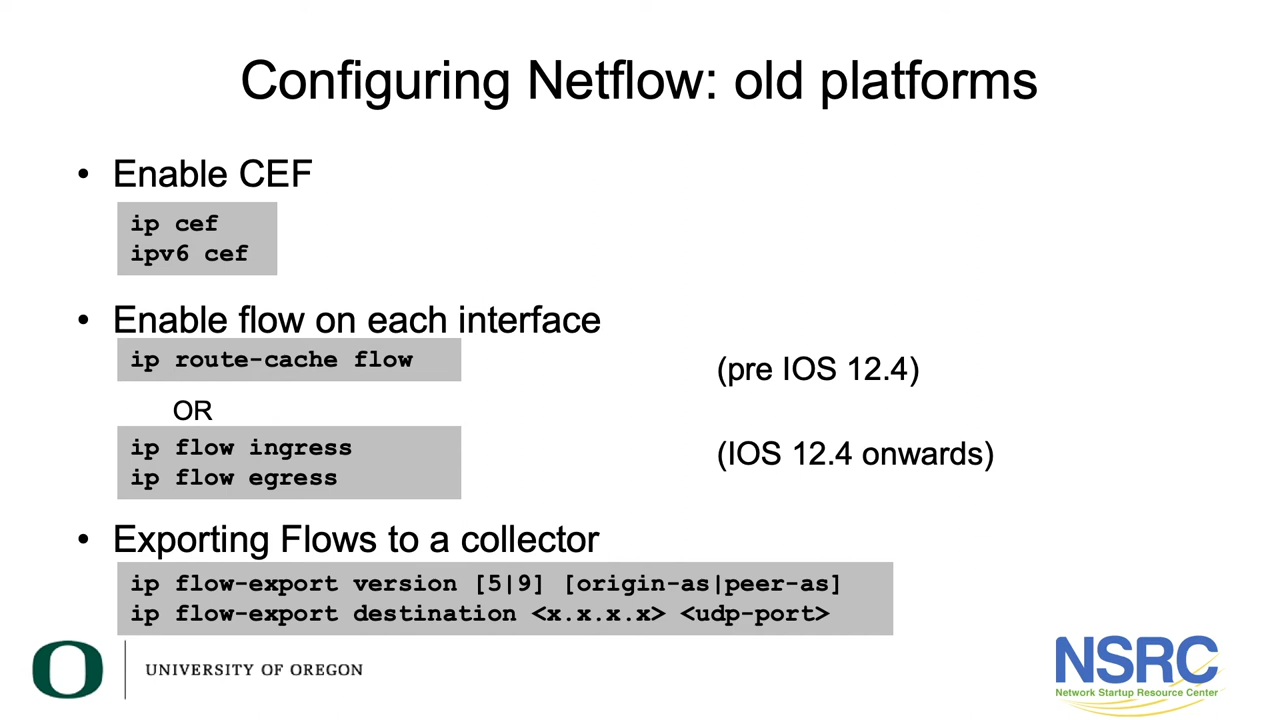 Configuring Netflow: old platforms
• Enable CEF
ip cef
ipv6 cef
• Enable flow on each interface
ip route-cache flow
(pre IOS 12.4)
OR
ip flow ingress
ip flow egress
(IOS 12.4 onwards)
• Exporting Flows to a collector
ip flow-export version [5|9] [origin-as|peer-as]
ip flow-export destination <x.x.x.x> <udp-port>
O
UNIVERSITY OF OREGON
NSRC
Network Startup Resource Center